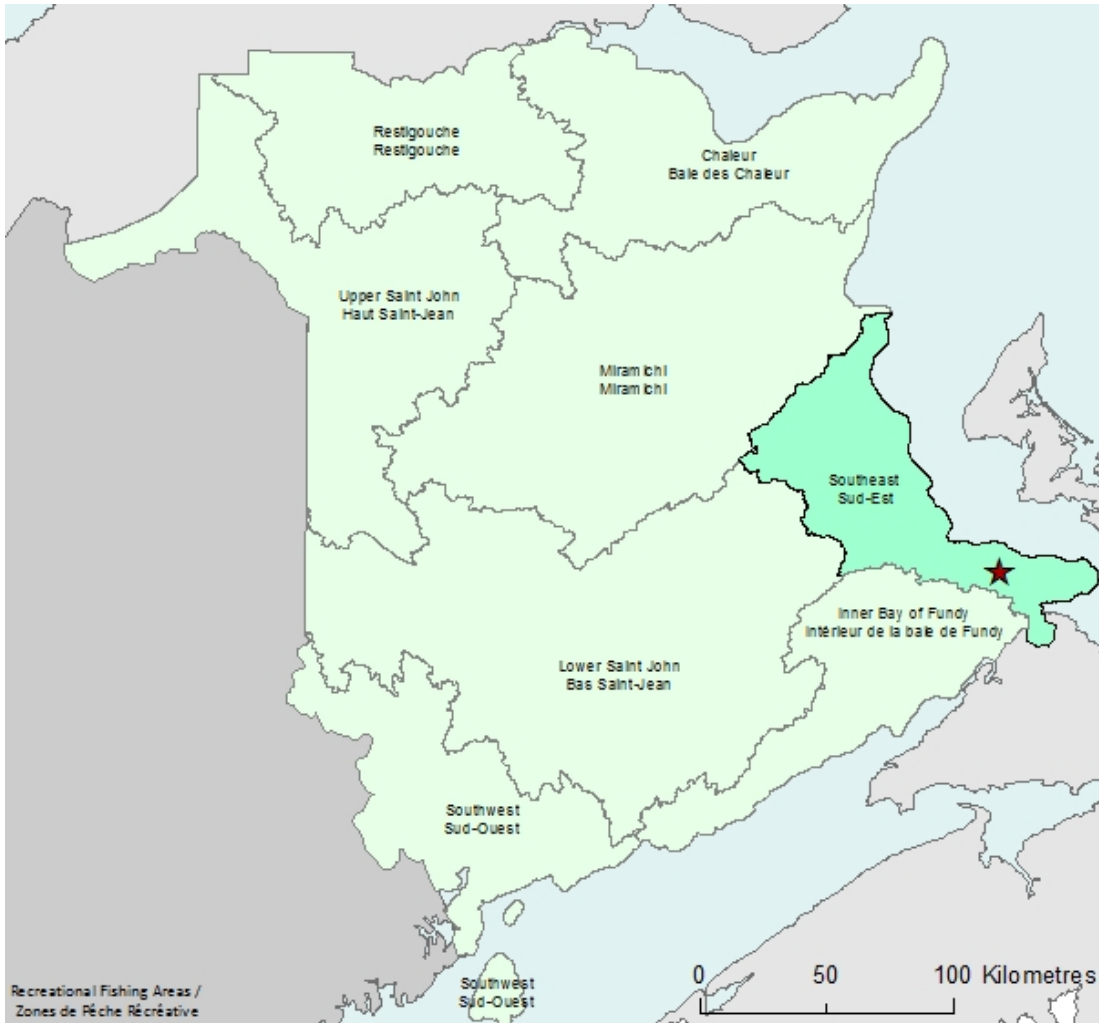 Restigouche
Restigouche
Chaleur
Baie des Chaleur
Upper Saint John
Haut Saint-Jean
Miramichi
Miramichi
Southeast
Sud-Est
Inner Bay of Fundy
Intérieur de la baie de Fundy
Lower Saint John
Bas Saint-Jean
Southwest
Sud-Ouest
Southwest
Sud-Ouest
0 50 100 Kilometres
Recreational Fishing Areas /
Zones de Pêche Récréative